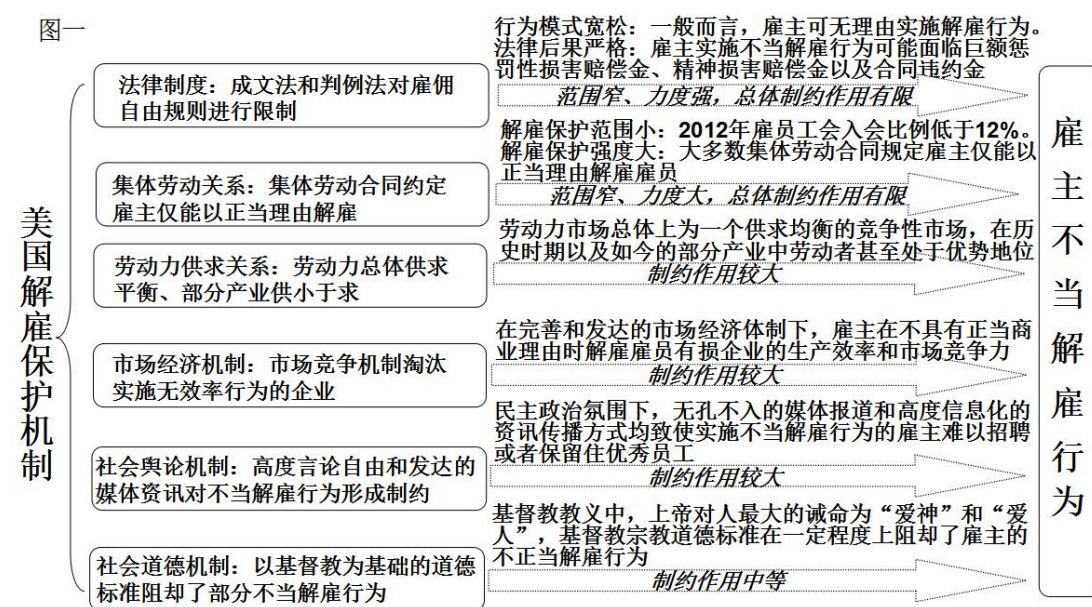 图一
美国解雇保护机制
法律制度：成文法和判例法对雇佣
自由规则进行限制
行为模式宽松：一般而言，雇主可无理由实施解雇行为。
法律后果严格：雇主实施不当解雇行为可能面临巨额惩
罚性损害赔偿金、精神损害赔偿金以及合同违约金
范围窄、力度强，总体制约作用有限
集体劳动关系：集体劳动合同约定
雇主仅能以正当理由解雇
解雇保护范围小：2012年雇员工会入会比例低于12%。
解雇保护强度大：大多数集体劳动合同规定雇主仅能以
正当理由解雇雇员
范围窄、力度大，总体制约作用有限
劳动力供求关系：劳动力总体供求
平衡、部分产业供小于求
劳动力市场总体上为一个供求均衡的竞争性市场，在历
史时期以及如今的部分产业中劳动者甚至处于优势地位
制约作用较大
市场经济机制：市场竞争机制淘汰
实施无效率行为的企业
在完善和发达的市场经济体制下，雇主在不具有正当商
业理由时解雇雇员有损企业的生产效率和市场竞争力
制约作用较大
社会舆论机制：高度言论自由和发达的
媒体资讯对不当解雇行为形成制约
民主政治氛围下，无孔不入的媒体报道和高度信息化的
资讯传播方式均致使实施不当解雇行为的雇主难以招聘
或者保留住优秀员工
制约作用较大
社会道德机制：以基督教为基础的道德
标准阻却了部分不当解雇行为
基督教教义中，上帝对人最大的诫命为“爱神”和“爱
人”，基督教宗教道德标准在一定程度上阻却了雇主的
不正当解雇行为
制约作用中等
雇主不当解雇行为